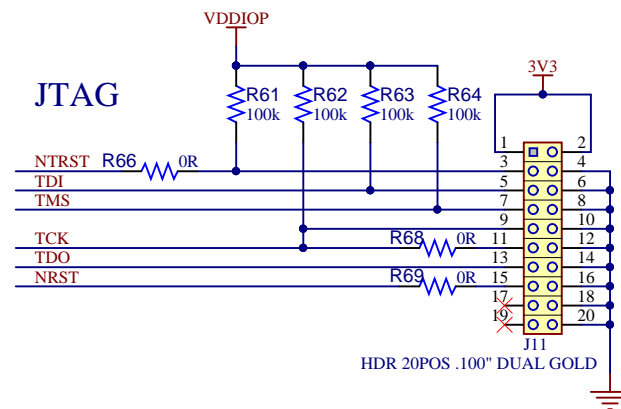 VDDIOP
3V3
JTAG
R61 R62 R63 R64
100k 100k 100k 100k
1 2
NTRST R66 0R 3 4
TDI 5 6
TMS 7 8
9 10
TCK R68 0R 11 12
TDO 13 14
NRST R69 0R 15 16
17 18
19 20
J11
HDR 20POS .100" DUAL GOLD